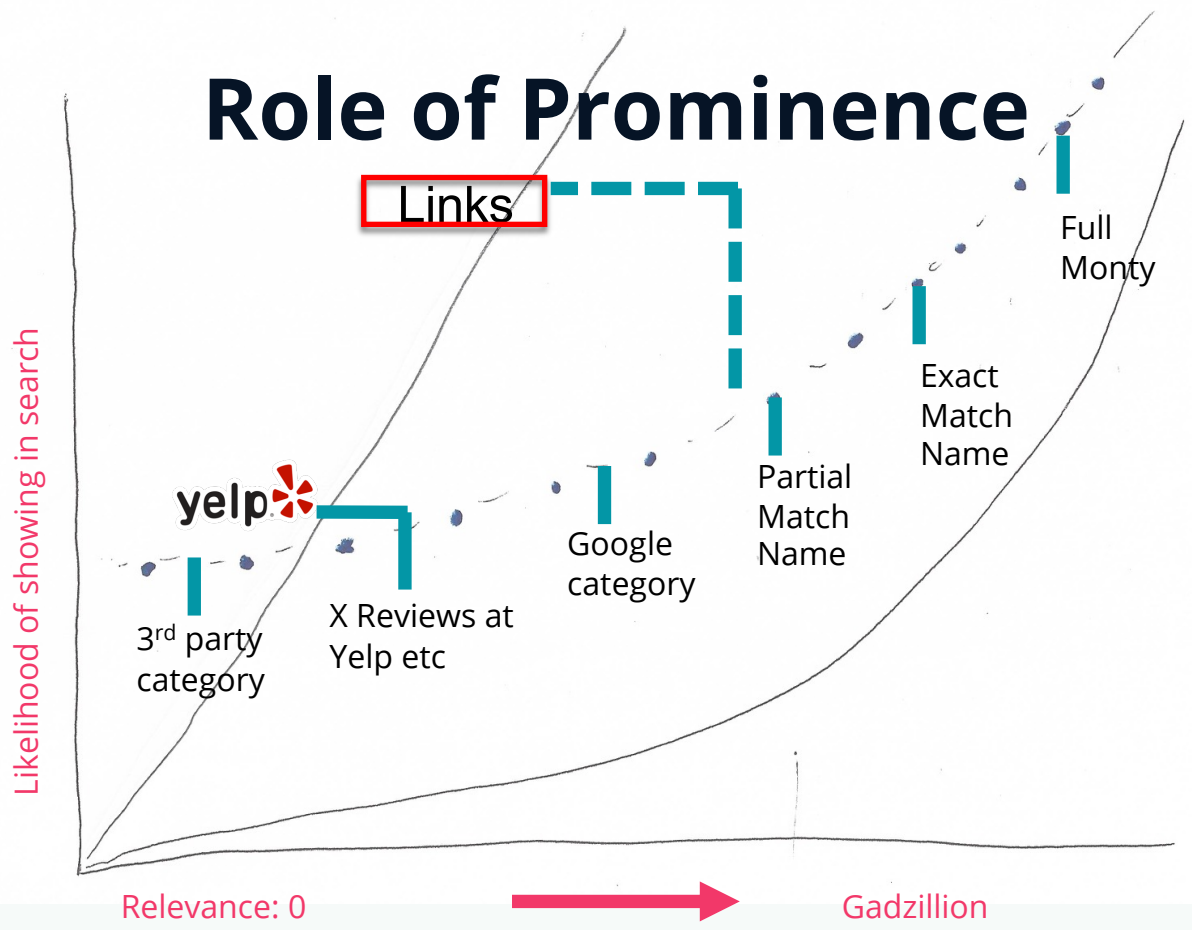 Role of Prominence
Links
Full
Monty
Exact
Match
Name
Partial
Match
Name
yelp
Google
category
X Reviews at
Yelp etc
3rd party
category
Likelihood of showing in search
Relevance: 0
Gadzillion